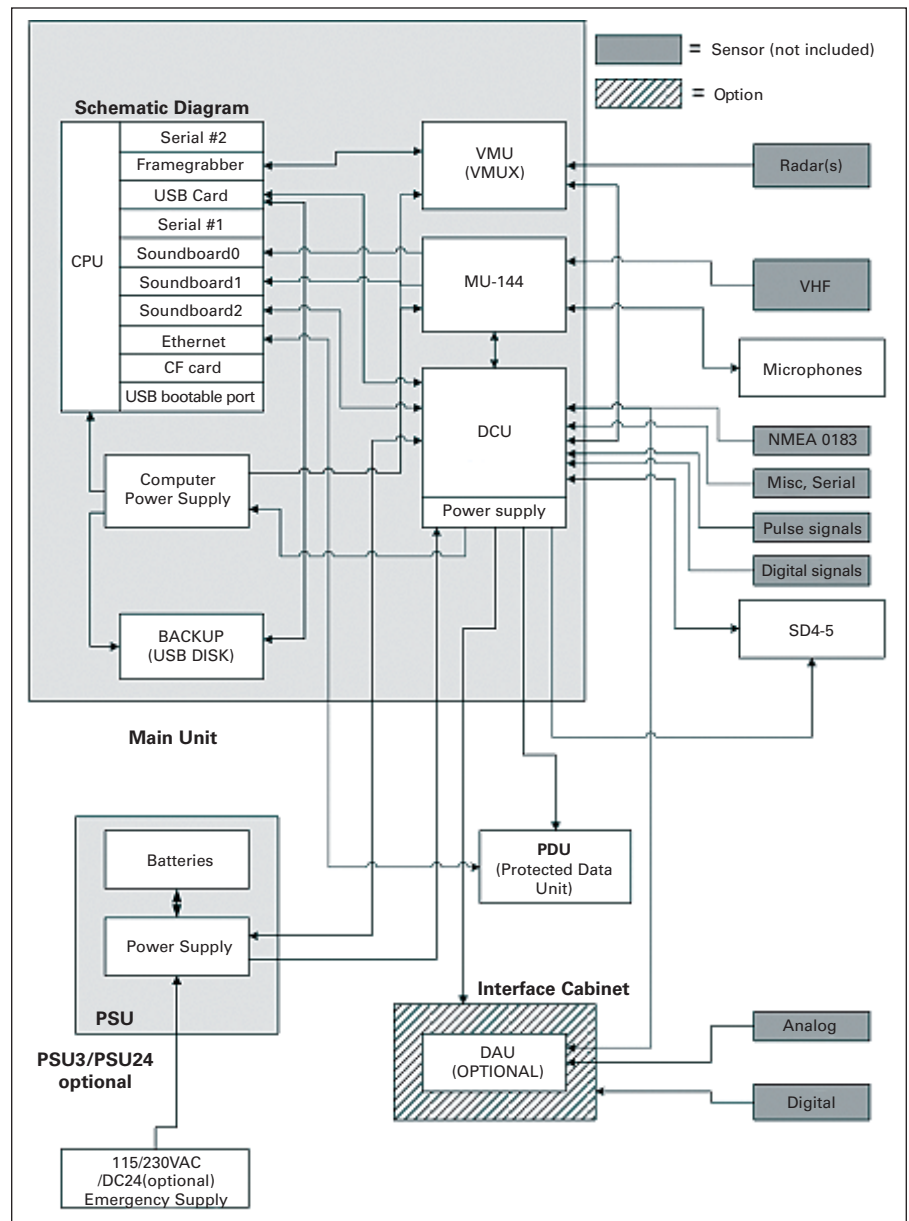 = Sensor (not included)
= Option
Schematic Diagram
Serial #2
Framegrabber
USB Card
Serial #1
CPU
Soundboard0
Soundboard1
Soundboard2
Ethernet
CF card
USB bootable port
VMU
(VMUX)
Radar(s)
MU-144
VHF
Microphones
DCU
Power supply
NMEA 0183
Misc, Serial
Pulse signals
Digital signals
SD4-5
Computer
Power Supply
BACKUP
(USB DISK)
Main Unit
Batteries
Power Supply
PSU
PSU3/PSU24
optional
115/230VAC
/DC24(optional)
Emergency Supply
PDU
(Protected Data
Unit)
Interface Cabinet
DAU
(OPTIONAL)
Analog
Digital